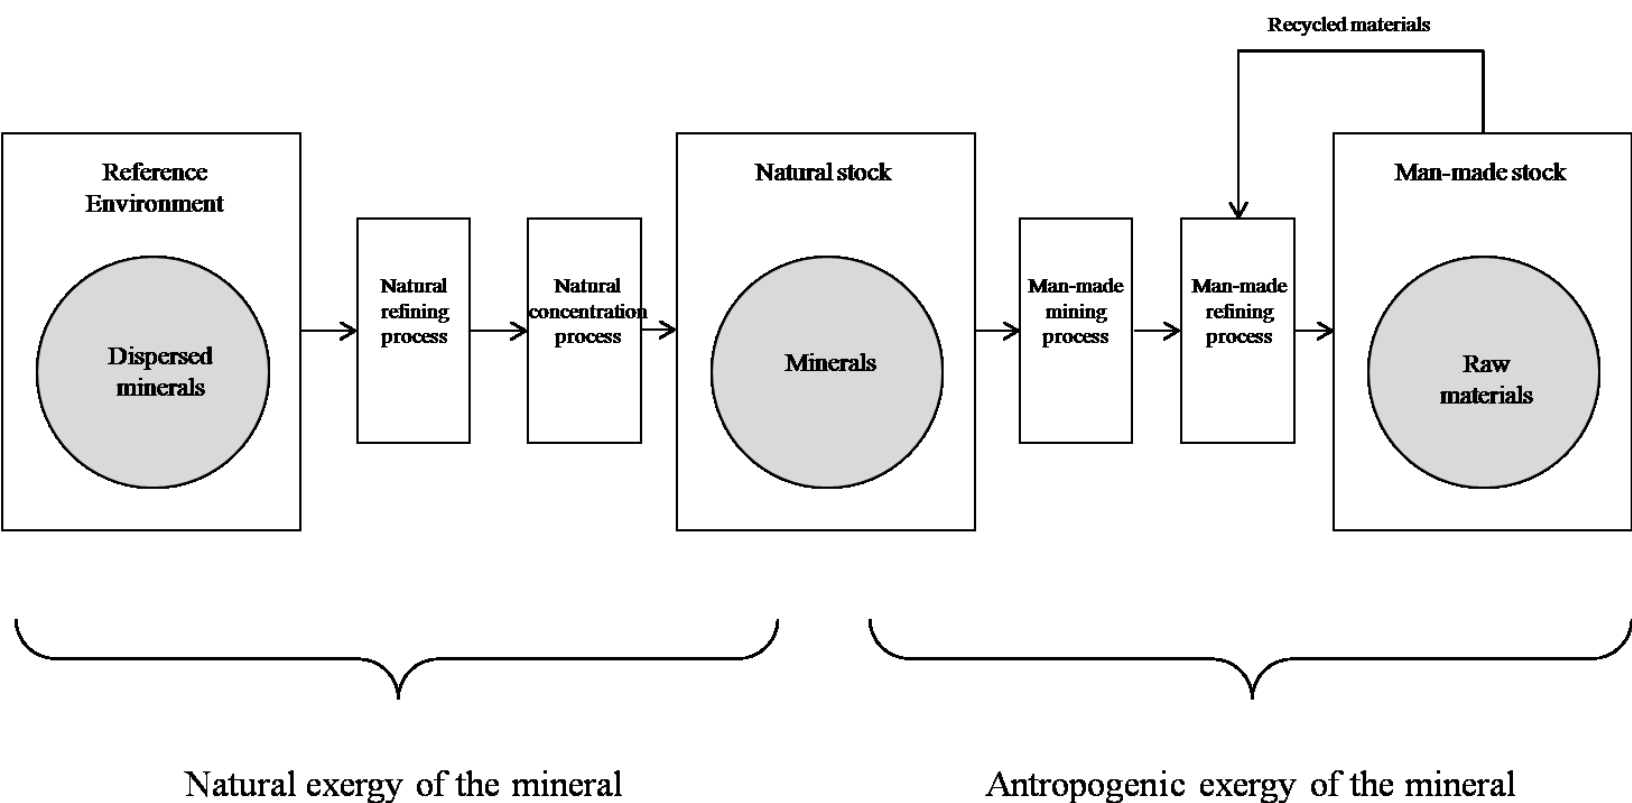 Recycled materials
Reference
Environment
Dispersed
minerals
Natural
refining
process
Natural
concentration
process
Natural stock
Minerals
Man-made
mining
process
Man-made
refining
process
Man-made stock
Raw
materials
Natural exergy of the mineral
Antropogenic exergy of the mineral